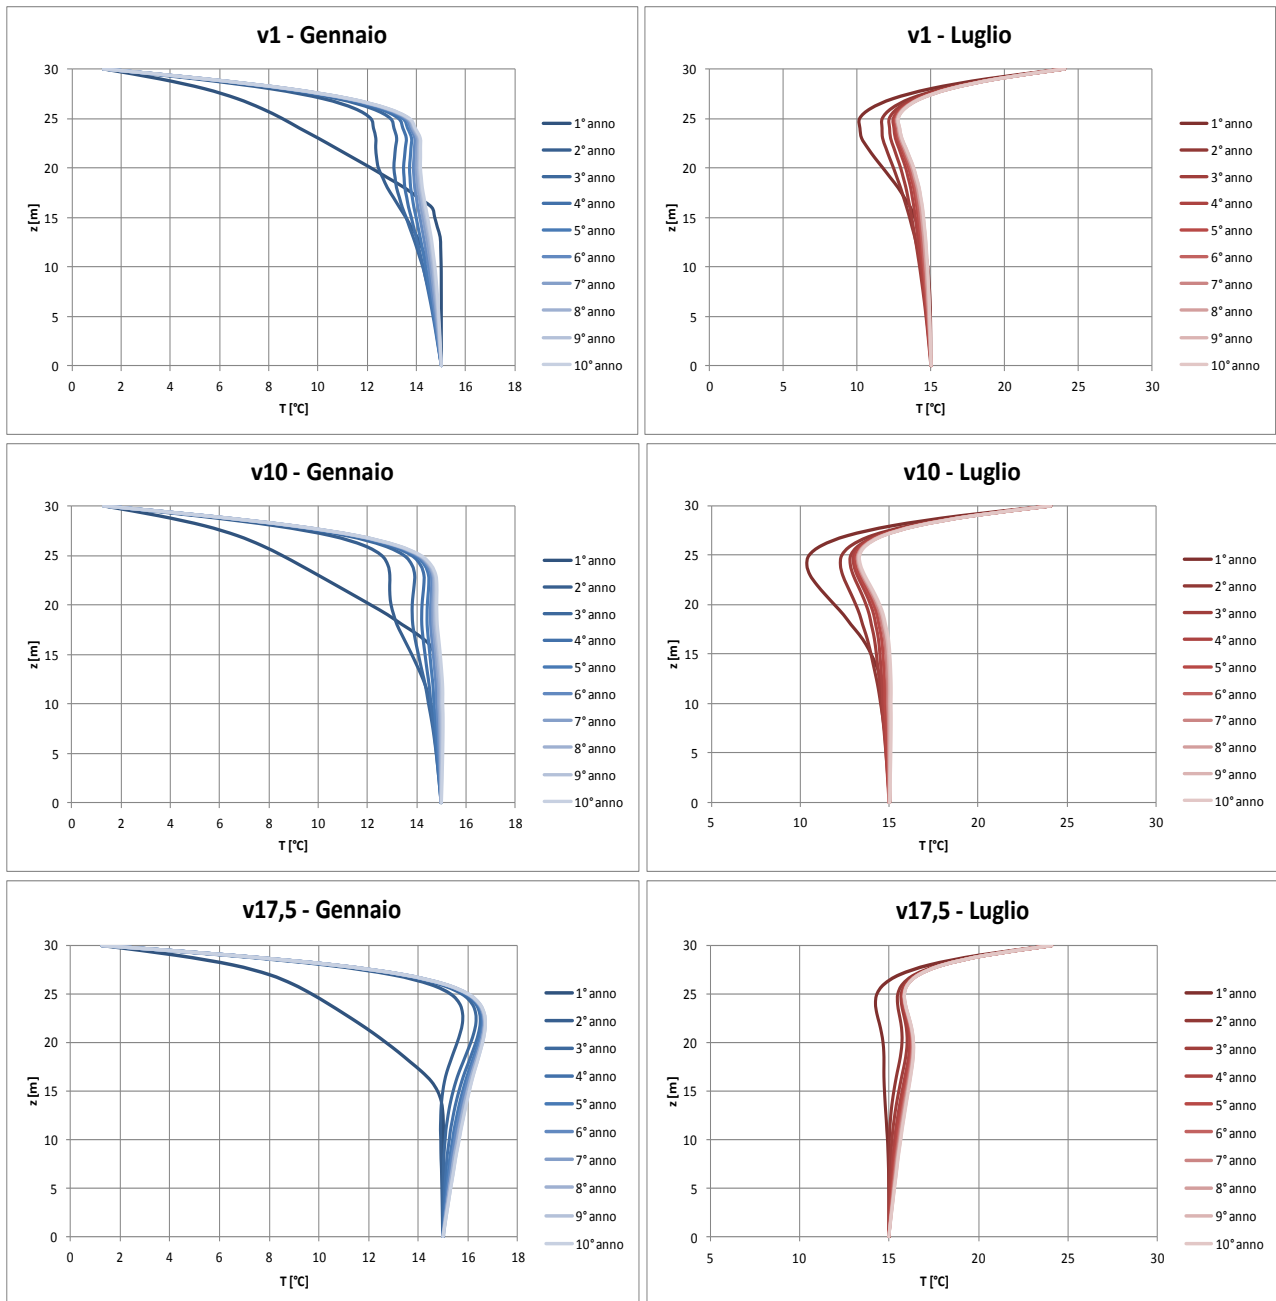 v1 - Gennaio
z [m]
30
25
20
15
10
5
0
0 2 4 6 8 10 12 14 16 18
T [°C]
1° anno
2° anno
3° anno
4° anno
5° anno
6° anno
7° anno
8° anno
9° anno
10° anno
v1 - Luglio
z [m]
30
25
20
15
10
5
0
0 5 10 15 20 25 30
T [°C]
1° anno
2° anno
3° anno
4° anno
5° anno
6° anno
7° anno
8° anno
9° anno
10° anno
v10 - Gennaio
z [m]
30
25
20
15
10
5
0
0 2 4 6 8 10 12 14 16 18
T [°C]
1° anno
2° anno
3° anno
4° anno
5° anno
6° anno
7° anno
8° anno
9° anno
10° anno
v10 - Luglio
z [m]
30
25
20
15
10
5
0
5 10 15 20 25 30
T [°C]
1° anno
2° anno
3° anno
4° anno
5° anno
6° anno
7° anno
8° anno
9° anno
10° anno
v17,5 - Gennaio
z [m]
30
25
20
15
10
5
0
0 2 4 6 8 10 12 14 16 18
T [°C]
1° anno
2° anno
3° anno
4° anno
5° anno
6° anno
7° anno
8° anno
9° anno
10° anno
v17,5 - Luglio
z [m]
30
25
20
15
10
5
0
5 10 15 20 25 30
T [°C]
1° anno
2° anno
3° anno
4° anno
5° anno
6° anno
7° anno
8° anno
9° anno
10° anno